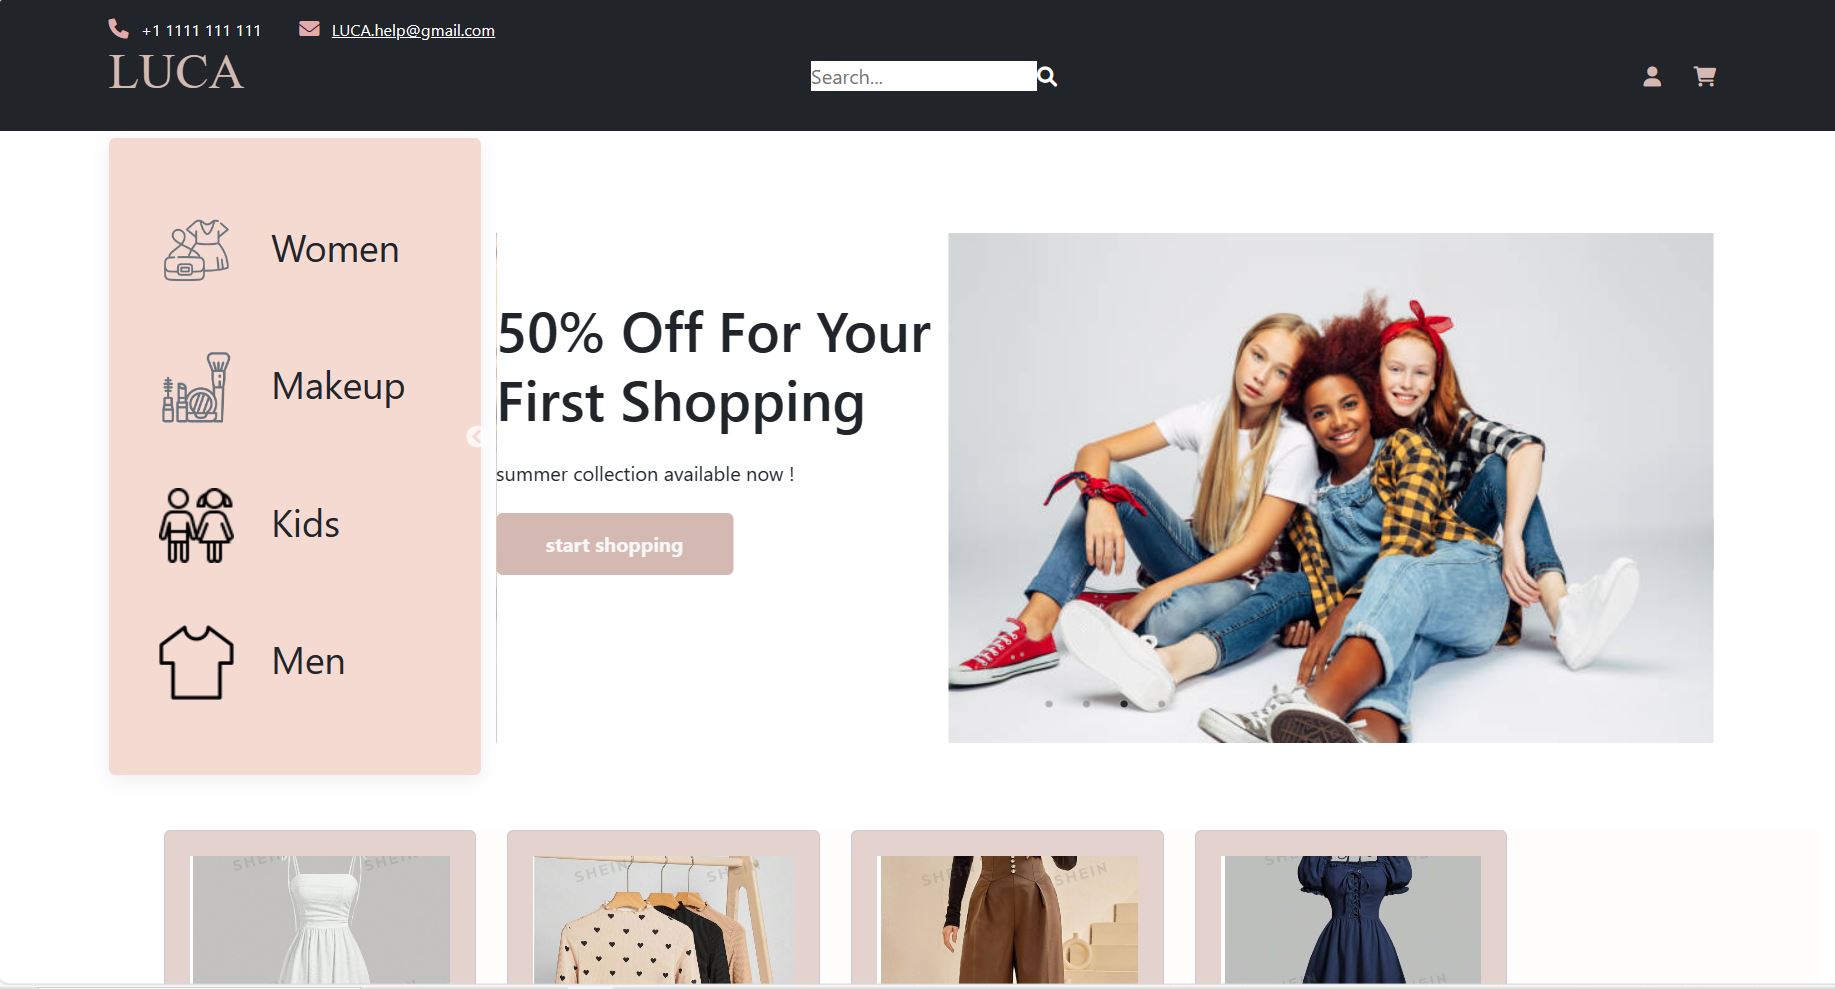 +1 1111 111 111
LUCA.help@gmail.com
LUCA
Search...
Women
Makeup
Kids
Men
50% Off For Your
First Shopping
summer collection available now !
start shopping
SHEIN
SHEIN
SHEIN
SHEIN
SHEIN
SHEIN
SHEIN